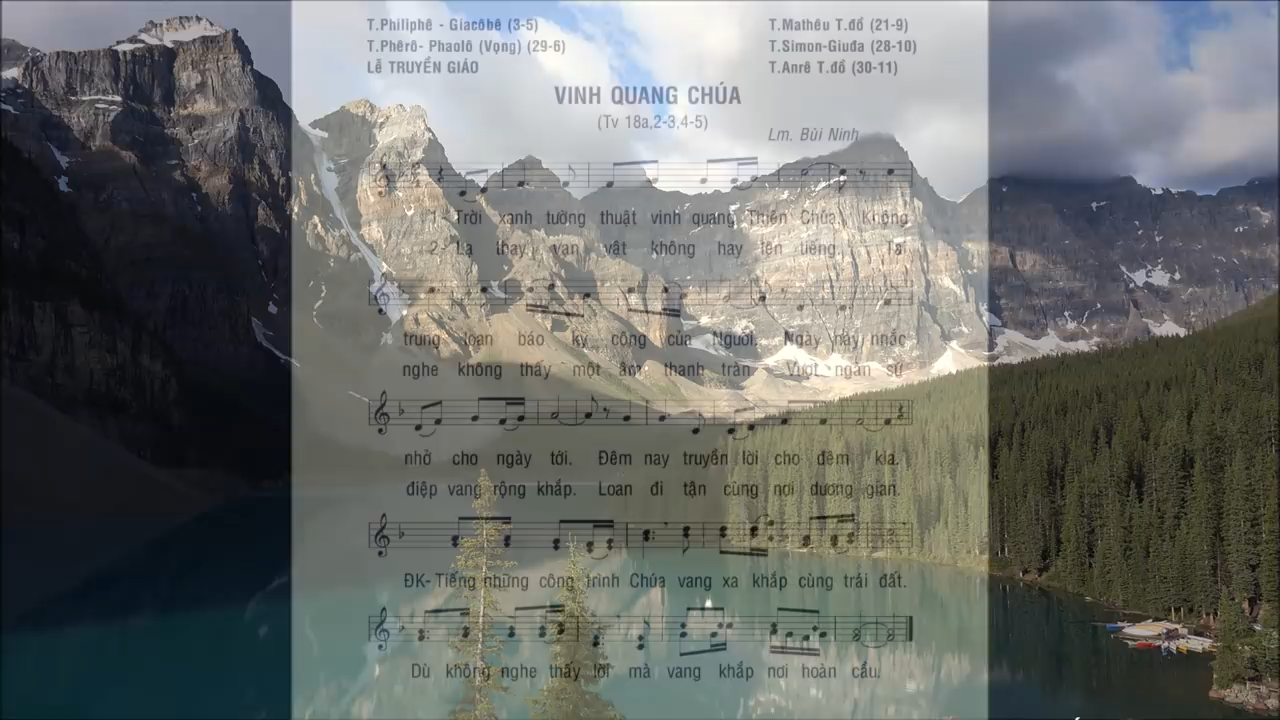 T.Philiphê - Giacôbê (3-5)
T.Mathêu T.đồ (21-9)
T.Phêrô- Phaolô (Vọng) (29-6)
T.Simon-Giuđa (28-10)
LỄ TRUYỀN GIÁO
T.Anrê T.đồ (30-11)
VINH QUANG CHÚA
(Tv 18a,2-3,4-5)
Lm. Bùi Ninh
1- Trời xanh tường thuật vinh quang Thiên Chúa. Không
2- Lạ thay vạn vật không hay lên tiếng. Ta
trung loan báo kỳ công của Người. Ngày này nhắc
nghe không thấy một âm thanh tràn. Vượt ngàn sứ
nhở cho ngày tới. Đêm nay truyền lời cho đêm kia.
điệp vang rộng khắp. Loan đi tận cùng nơi dương gian.
ĐK- Tiếng những công trình Chúa vang xa khắp cùng trái đất.
Dù không nghe thấy lời mà vang khắp nơi hoàn cầu.